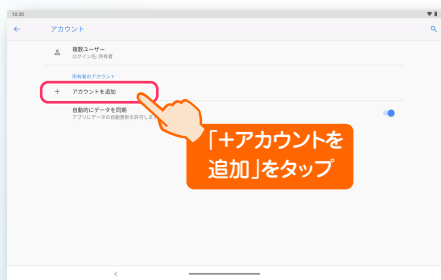 10:30
アカウント
複数ユーザー
ログイン名: 所有者
所有者のアカウント
+ アカウントを追加
自動的にデータを同期
アプリにデータの自動更新を許可しま
「＋アカウントを
追加」をタップ